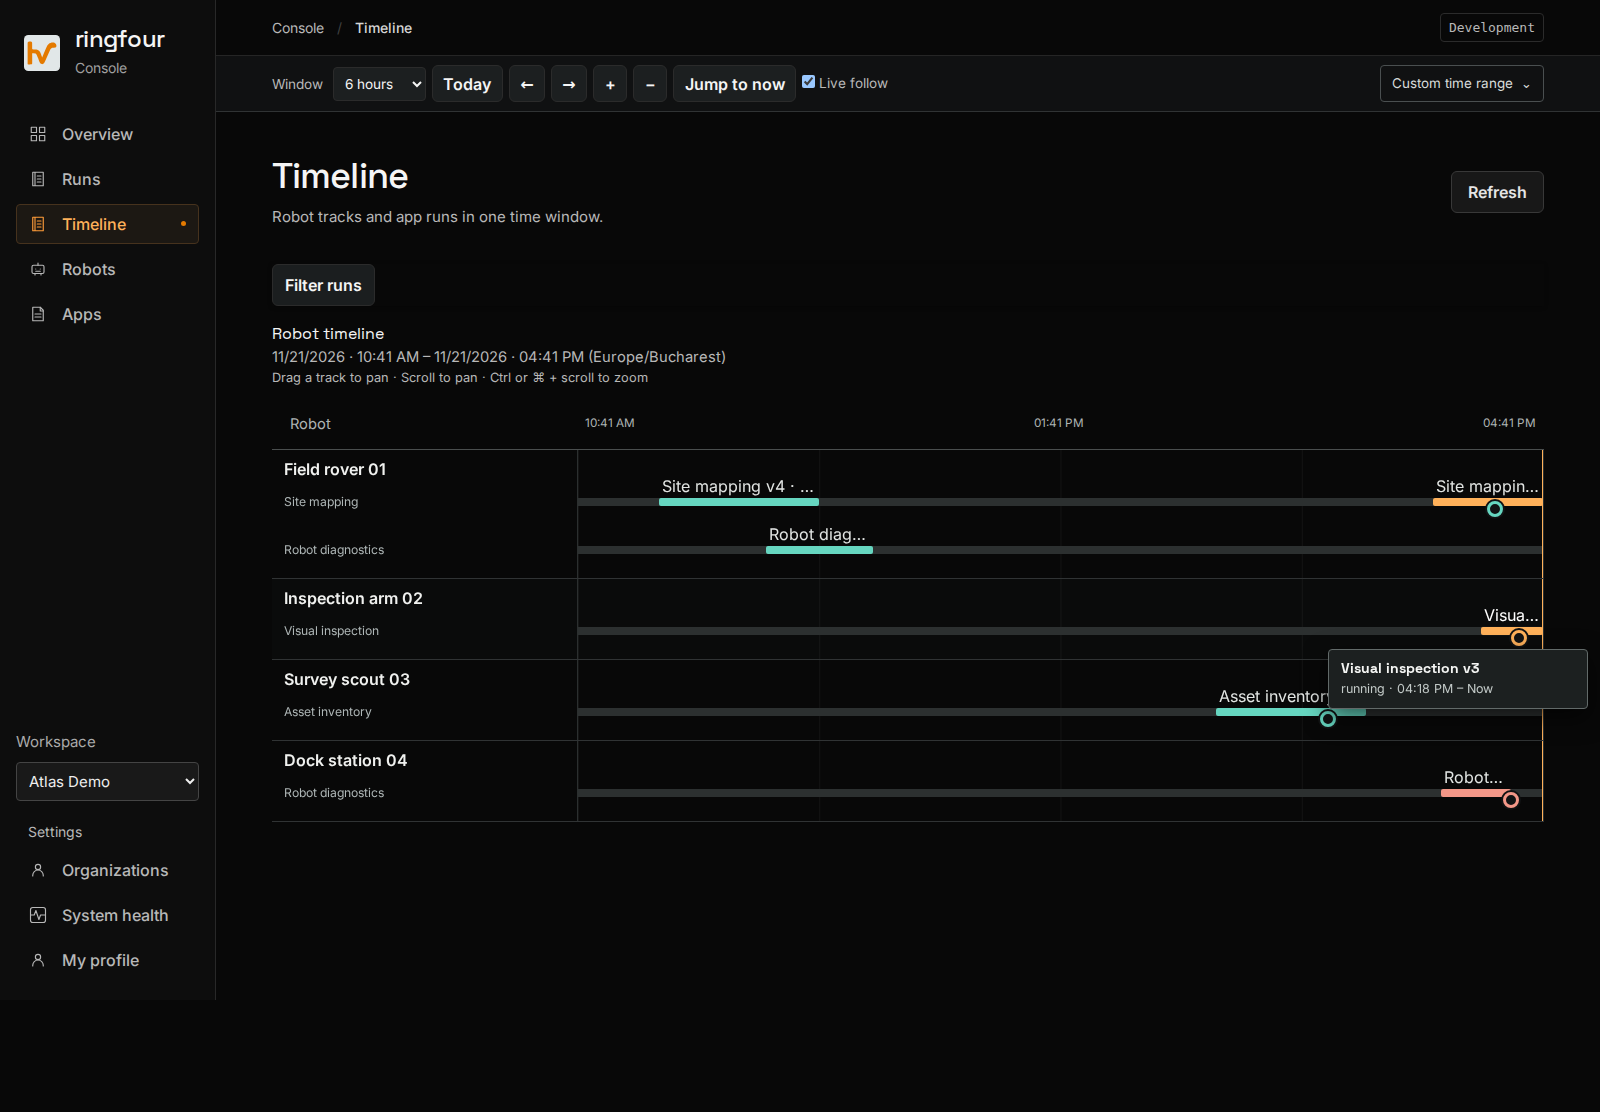 ringfour
Console
Overview
Runs
Timeline
Robots
Apps
Workspace
Atlas Demo
Settings
Organizations
System health
My profile
Console / Timeline
Development
Window 6 hours Today ← → + − Jump to now Live follow
Custom time range
Timeline
Robot tracks and app runs in one time window.
Refresh
Filter runs
Robot timeline
11/21/2026 · 10:41 AM – 11/21/2026 · 04:41 PM (Europe/Bucharest)
Drag a track to pan · Scroll to pan · Ctrl or ⌘ + scroll to zoom
Robot 10:41 AM 01:41 PM 04:41 PM
Field rover 01
Site mapping v4 · ... Site mappin...
Site mapping
Robot diag...
Robot diagnostics
Inspection arm 02
Visua...
Visual inspection
Visual inspection v3
running · 04:18 PM – Now
Survey scout 03
Asset inventory
Asset inventory
Dock station 04
Robot...
Robot diagnostics